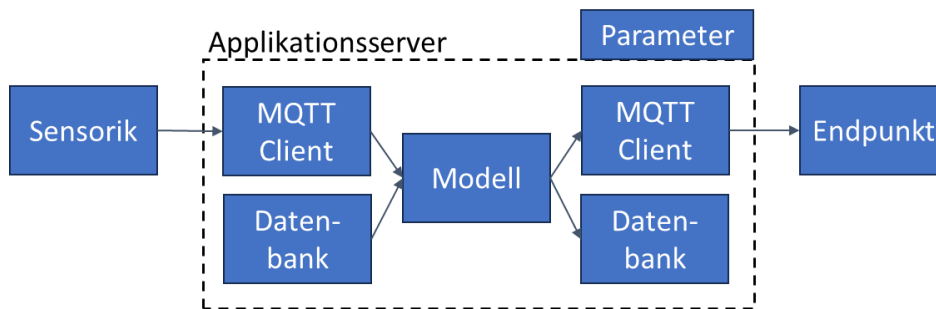 Applikationsserver
Parameter
Sensorik
MQTT
Client
Daten-
bank
Modell
MQTT
Client
Daten-
bank
Endpunkt